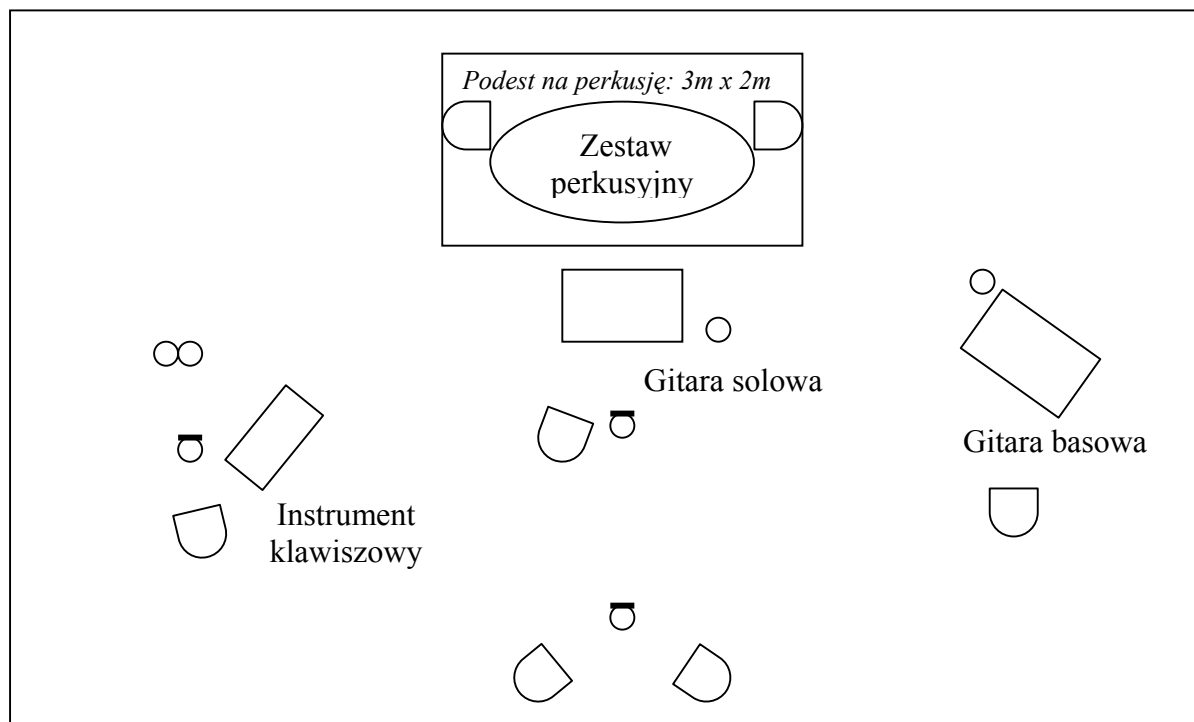 Podest na perkusję: 3m x 2m
Zestaw
perkusyjny
Gitara solowa
Gitara basowa
Instrument
klawiszowy